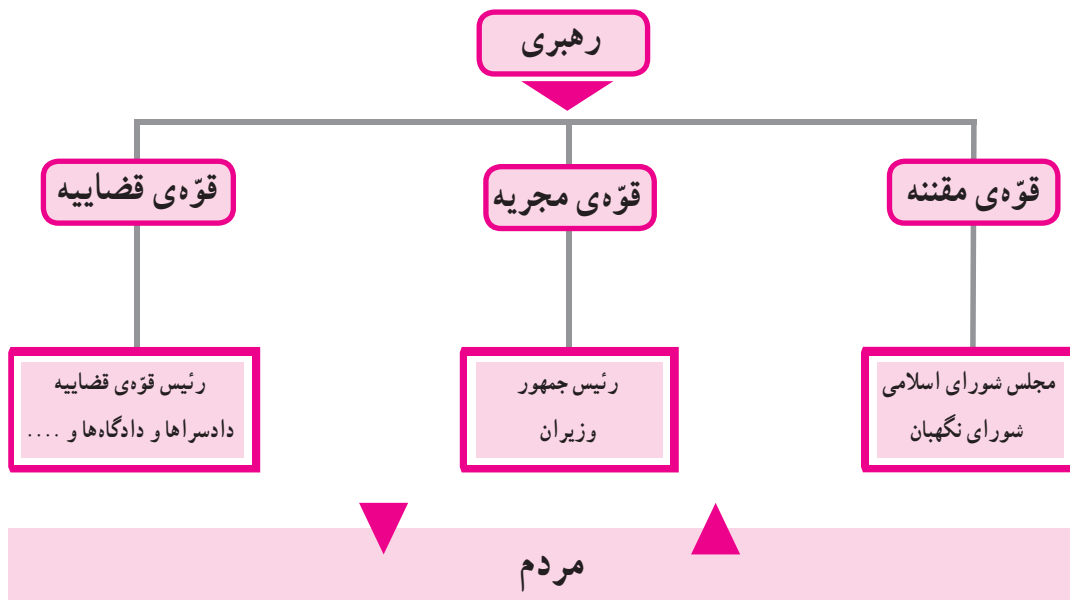 رهبری
قوّه‌ی مقننه
قوّه‌ی مجریه
قوّه‌ی قضاییه
مجلس شورای اسلامی
شورای نگهبان
رئیس جمهور
وزیران
رئیس قوّه‌ی قضاییه
دادسراها و دادگاه‌ها و ....
مردم